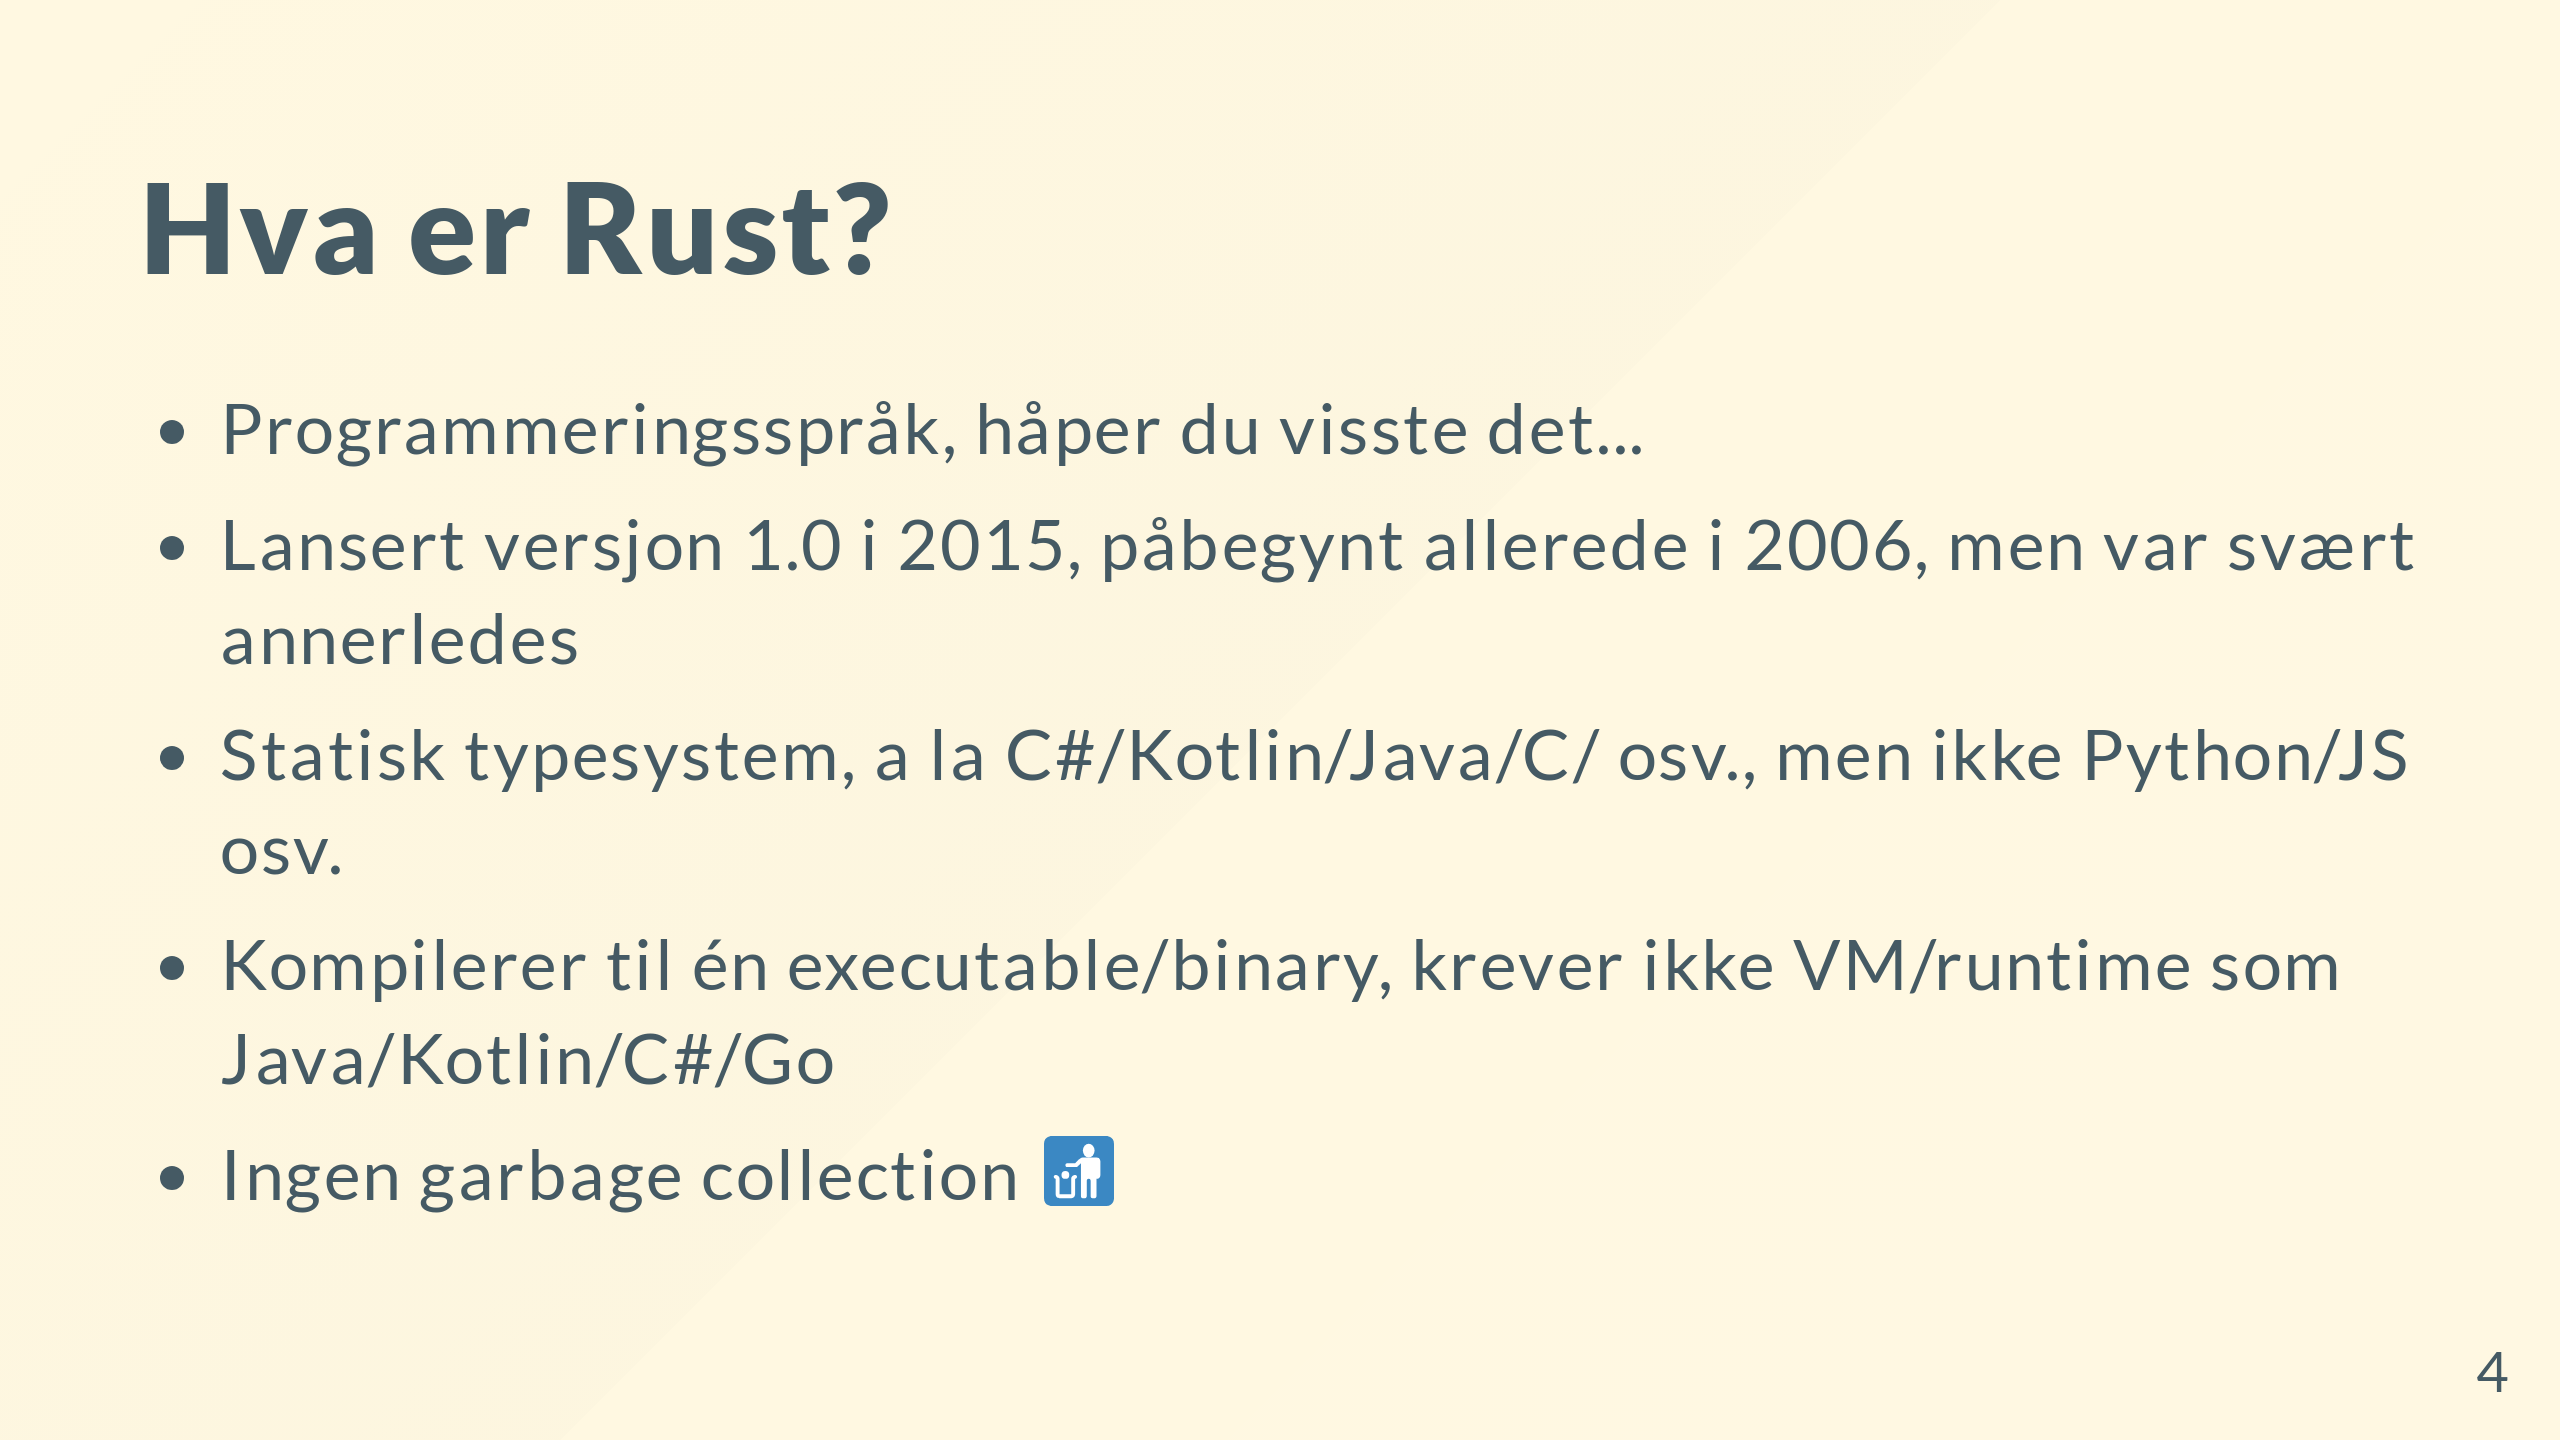 Hva er Rust?
Programmeringsspråk, håper du visste det...
Lansert versjon 1.0 i 2015, påbegynt allerede i 2006, men var svært
annerledes
Statisk typesystem, a la C#/Kotlin/Java/C/ osv., men ikke Python/JS
osv.
Kompilerer til én executable/binary, krever ikke VM/runtime som
Java/Kotlin/C#/Go
Ingen garbage collection 🚮
4